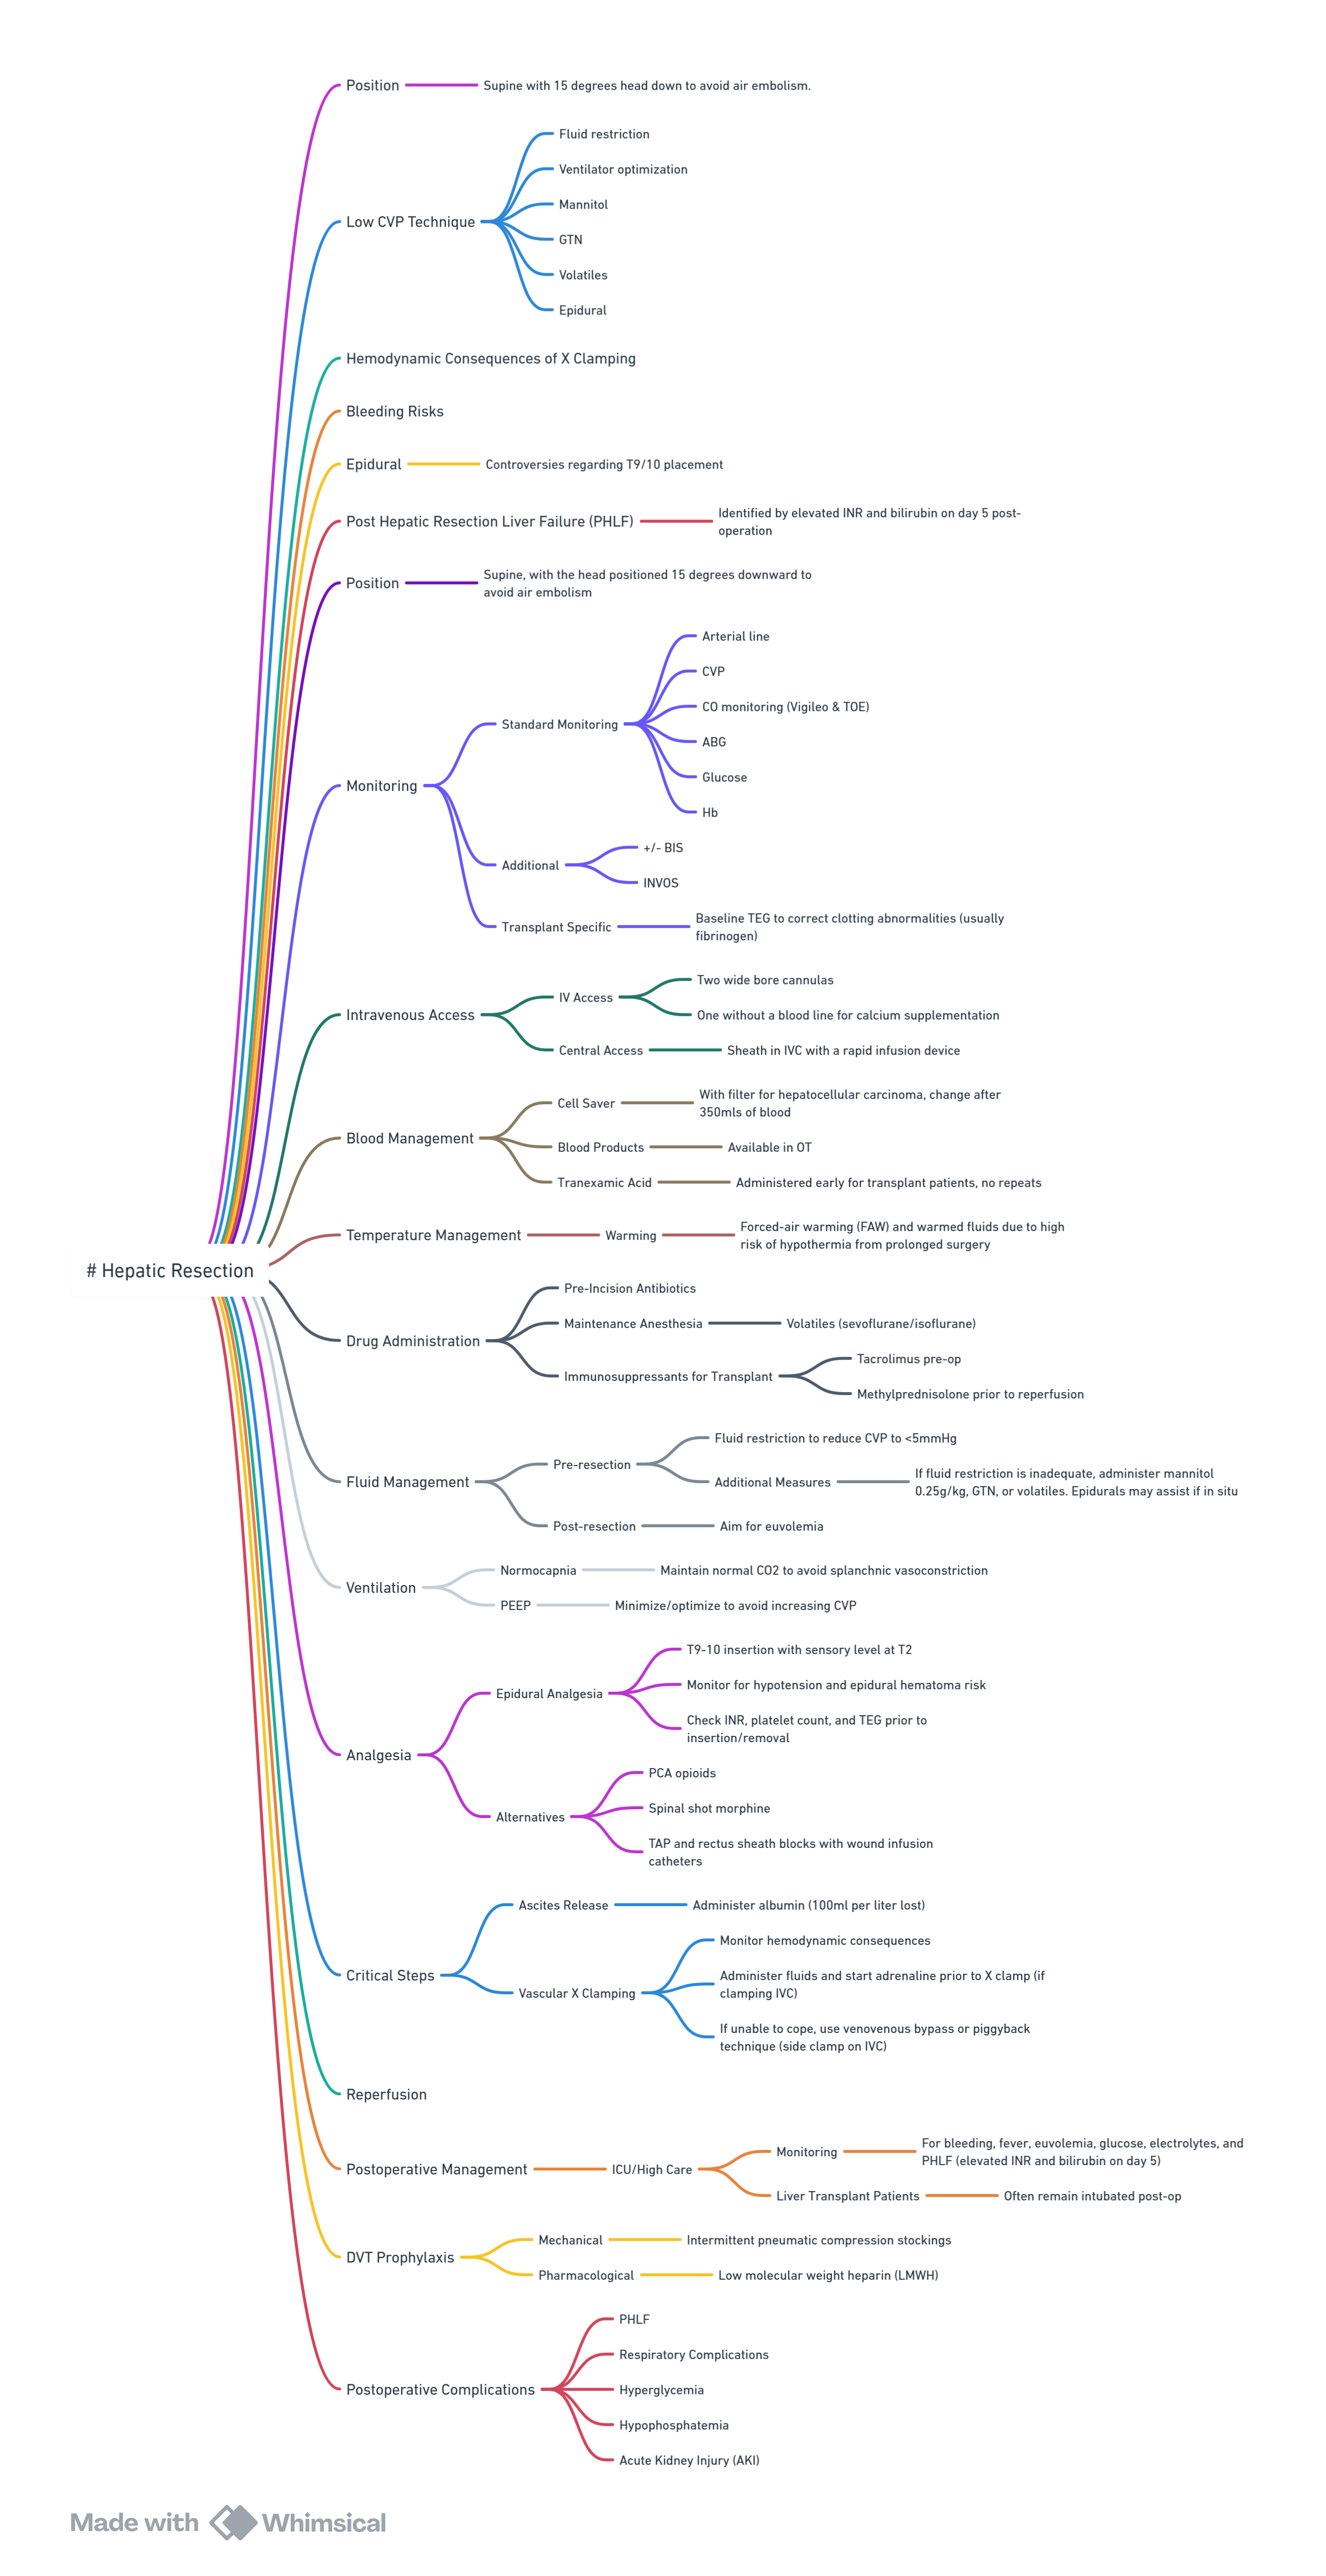 Position
Supine with 15 degrees head down to avoid air embolism.
Low CVP Technique
Fluid restriction
Ventilator optimization
Mannitol
GTN
Volatiles
Epidural
Hemodynamic Consequences of X Clamping
Bleeding Risks
Epidural
Controversies regarding T9/10 placement
Post Hepatic Resection Liver Failure (PHLF)
Identified by elevated INR and bilirubin on day 5 post-
operation
Position
Supine, with the head positioned 15 degrees downward to
avoid air embolism
Monitoring
Standard Monitoring
Arterial line
CVP
CO monitoring (Vigileo & TOE)
ABG
Glucose
Hb
Additional
+/- BIS
INVOS
Transplant Specific
Baseline TEG to correct clotting abnormalities (usually
fibrinogen)
Intravenous Access
IV Access
Two wide bore cannulas
One without a blood line for calcium supplementation
Central Access
Sheath in IVC with a rapid infusion device
Blood Management
Cell Saver
With filter for hepatocellular carcinoma, change after
350mls of blood
Blood Products
Available in OT
Tranexamic Acid
Administered early for transplant patients, no repeats
Temperature Management
Warming
Forced-air warming (FAW) and warmed fluids due to high
risk of hypothermia from prolonged surgery
# Hepatic Resection
Drug Administration
Pre-Incision Antibiotics
Maintenance Anesthesia
Volatiles (sevoflurane/isoflurane)
Immunosuppressants for Transplant
Tacrolimus pre-op
Methylprednisolone prior to reperfusion
Fluid Management
Pre-resection
Fluid restriction to reduce CVP to <5mmHg
Additional Measures
If fluid restriction is inadequate, administer mannitol
0.25g/kg, GTN, or volatiles. Epidurals may assist if in situ
Post-resection
Aim for euvolemia
Ventilation
Normocapnia
Maintain normal CO2 to avoid splanchnic vasoconstriction
PEEP
Minimize/optimize to avoid increasing CVP
Analgesia
Epidural Analgesia
T9-10 insertion with sensory level at T2
Monitor for hypotension and epidural hematoma risk
Check INR, platelet count, and TEG prior to
insertion/removal
Alternatives
PCA opioids
Spinal shot morphine
TAP and rectus sheath blocks with wound infusion
catheters
Critical Steps
Ascites Release
Administer albumin (100ml per liter lost)
Vascular X Clamping
Monitor hemodynamic consequences
Administer fluids and start adrenaline prior to X clamp (if
clamping IVC)
If unable to cope, use venovenous bypass or piggyback
technique (side clamp on IVC)
Reperfusion
Postoperative Management
ICU/High Care
Monitoring
For bleeding, fever, euvolemia, glucose, electrolytes, and
PHLF (elevated INR and bilirubin on day 5)
Liver Transplant Patients
Often remain intubated post-op
DVT Prophylaxis
Mechanical
Intermittent pneumatic compression stockings
Pharmacological
Low molecular weight heparin (LMWH)
Postoperative Complications
PHLF
Respiratory Complications
Hyperglycemia
Hypophosphatemia
Acute Kidney Injury (AKI)
Made with Whimsical